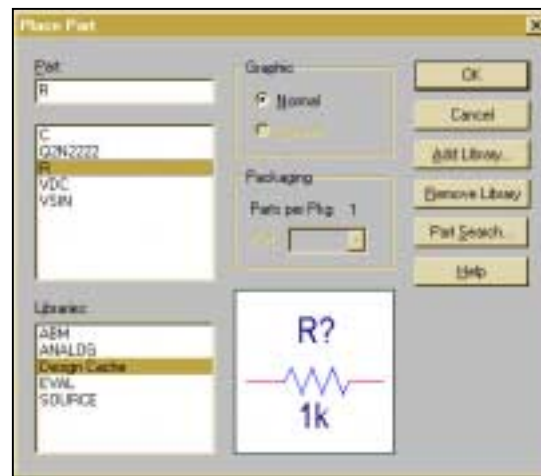 Place Part
Part:
R
C
Q2N2222
R
VDC
VSIN
Libraries:
ABM
ANALOG
Design Cache
EVAL
SOURCE
Graphic
Normal
Packaging
Parts per Pkg: 1
R?
1k
OK
Cancel
Add Library...
Remove Library
Part Search...
Help